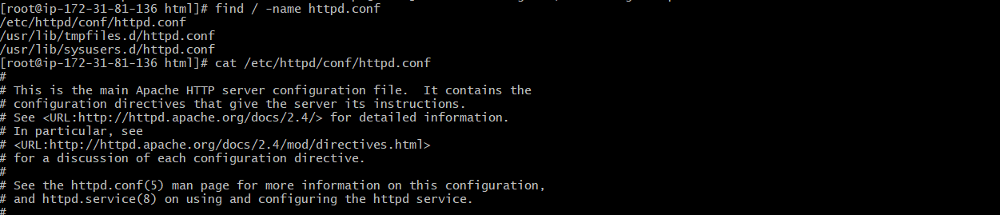 [root@ip-172-31-81-136 html]# find / -name httpd.conf
/etc/httpd/conf/httpd.conf
/usr/lib/tmpfiles.d/httpd.conf
/usr/lib/sysusers.d/httpd.conf
[root@ip-172-31-81-136 html]# cat /etc/httpd/conf/httpd.conf
#
# This is the main Apache HTTP server configuration file.  It contains the
# configuration directives that give the server its instructions.
# See <URL:http://httpd.apache.org/docs/2.4/> for detailed information.
# In particular, see
# <URL:http://httpd.apache.org/docs/2.4/mod/directives.html>
# for a discussion of each configuration directive.
#
# See the httpd.conf(5) man page for more information on this configuration,
# and httpd.service(8) on using and configuring the httpd service.
#